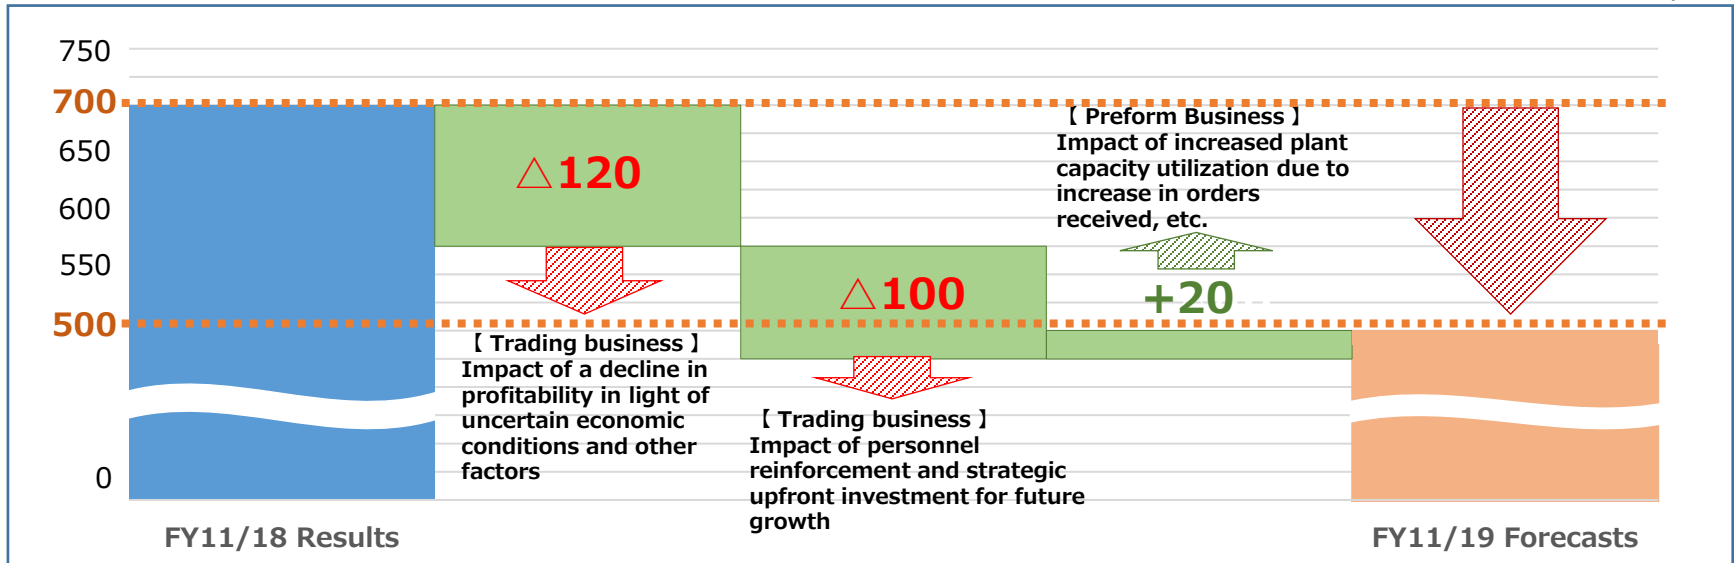 750
700
650
600
550
500
0
△120
△100
+20
【 Preform Business 】
Impact of increased plant
capacity utilization due to
increase in orders
received, etc.
【 Trading business 】
Impact of a decline in
profitability in light of
uncertain economic
conditions and other
factors
【 Trading business 】
Impact of personnel
reinforcement and strategic
upfront investment for future
growth
FY11/18 Results
FY11/19 Forecasts